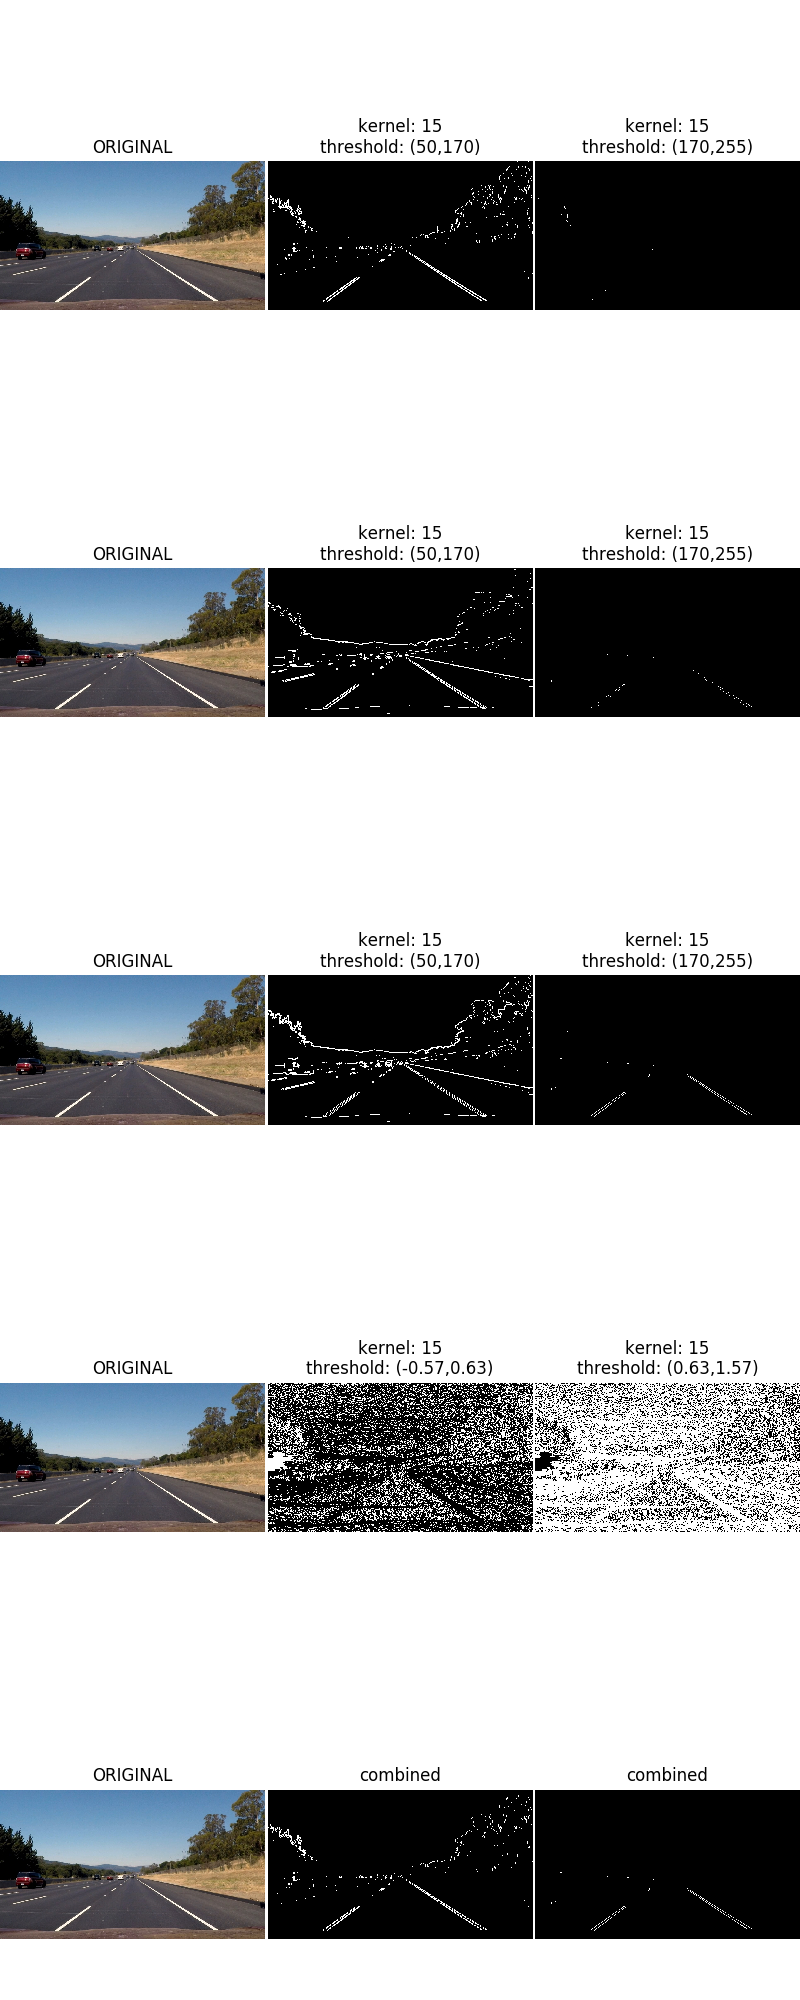 ORIGINAL
kernel: 15
threshold: (50,170)
kernel: 15
threshold: (170,255)
ORIGINAL
kernel: 15
threshold: (50,170)
kernel: 15
threshold: (170,255)
ORIGINAL
kernel: 15
threshold: (50,170)
kernel: 15
threshold: (170,255)
ORIGINAL
kernel: 15
threshold: (-0.57,0.63)
kernel: 15
threshold: (0.63,1.57)
ORIGINAL
combined
combined